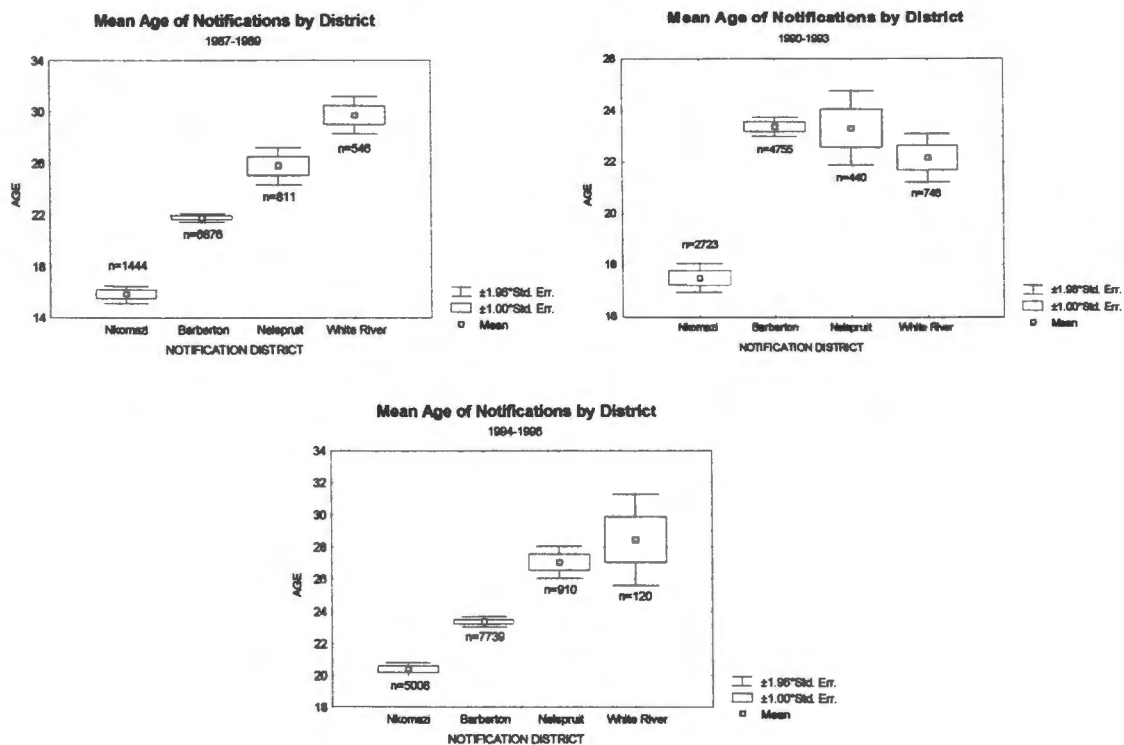 Mean Age of Notifications by District
1987-1989
AGE
34
30
26
22
18
14
n=1444
n=6876
n=811
n=546
Nkomazi Barberton Nelspruit White River
NOTIFICATION DISTRICT
±1.96*Std. Err.
±1.00*Std. Err.
Mean
Mean Age of Notifications by District
1990-1993
AGE
26
24
22
20
18
16
n=2723
n=4755
n=440
n=746
Nkomazi Barberton Nelspruit White River
NOTIFICATION DISTRICT
±1.96*Std. Err.
±1.00*Std. Err.
Mean
Mean Age of Notifications by District
AGE
34
32
30
28
26
24
22
20
18
n=7739
n=910
n=120
Nkomazi Barberton Nelspruit White River
NOTIFICATION DISTRICT
±1.96*Std. Err.
±1.00*Std. Err.
Mean